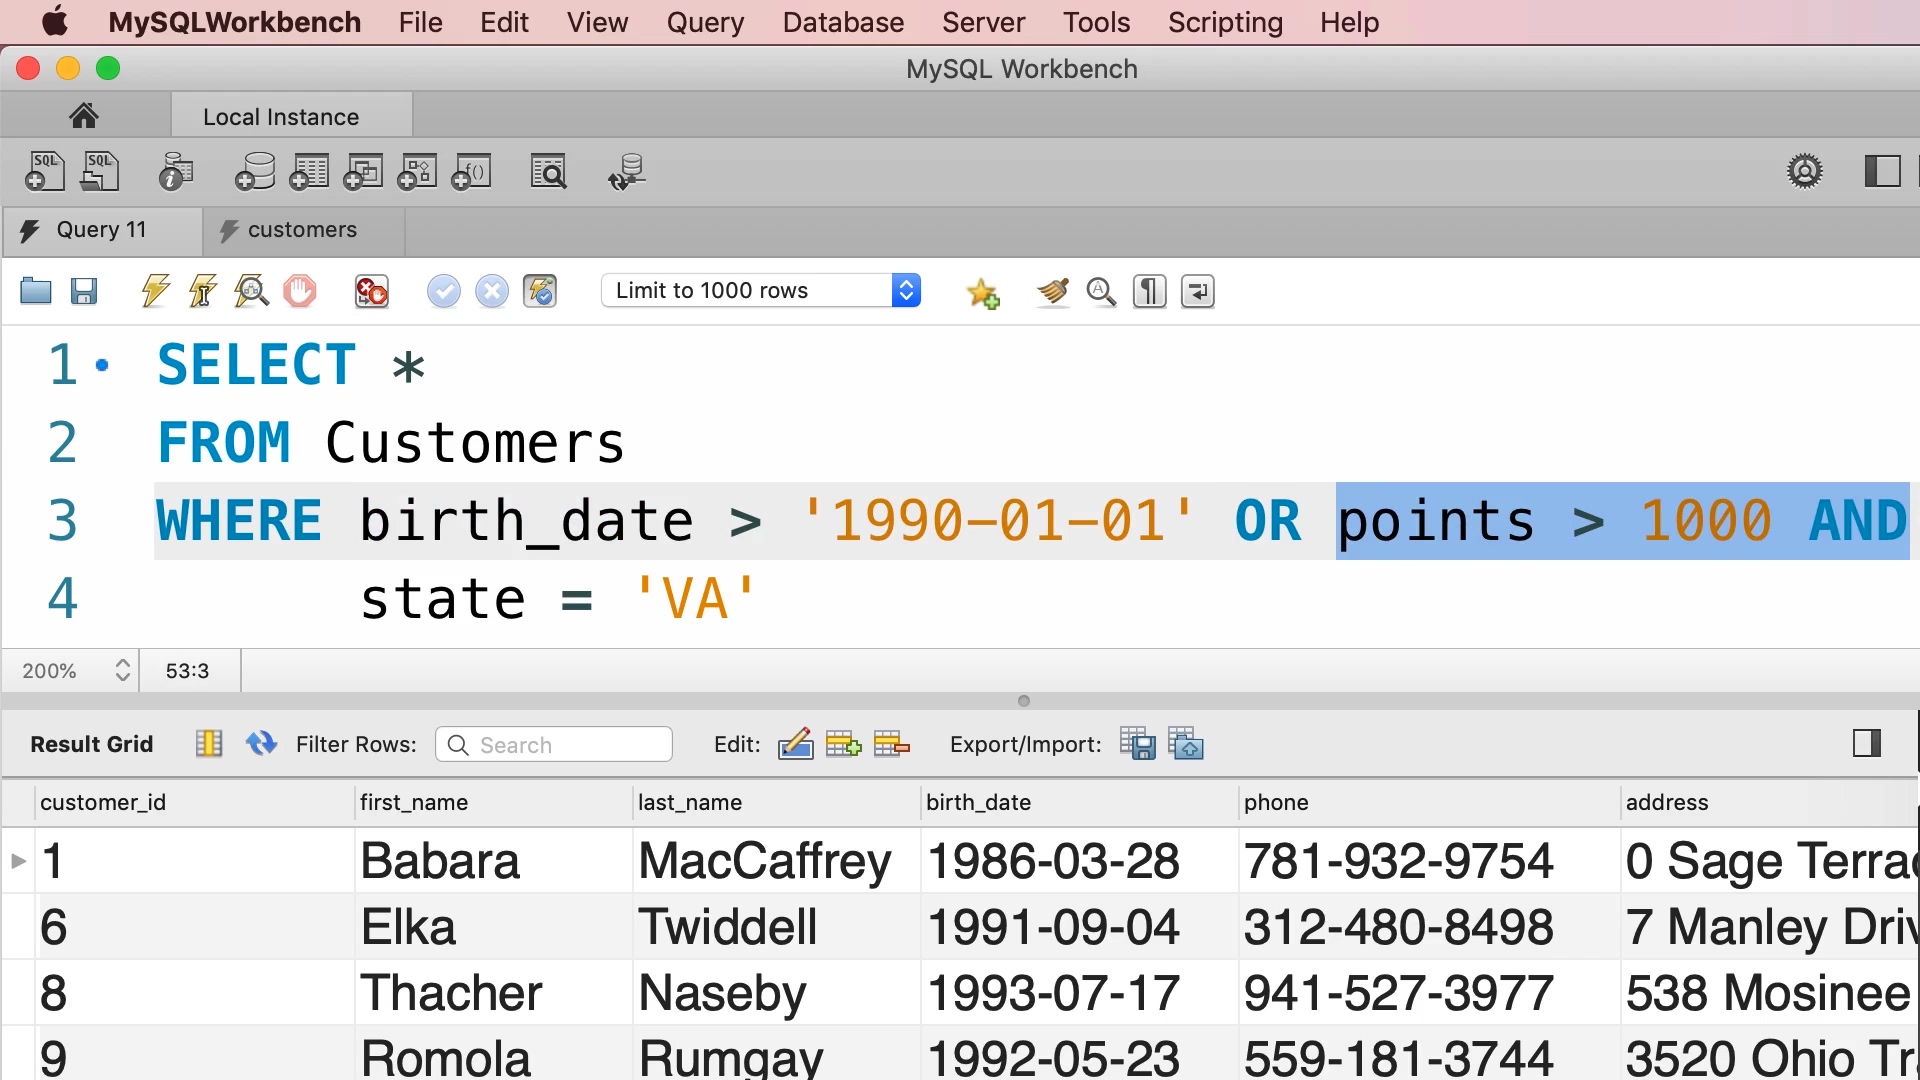 MySQLWorkbench File Edit View Query Database Server Tools Scripting Help
MySQL Workbench
Local Instance
SQL SQL
Query 11 customers
Limit to 1000 rows
1 SELECT *
2 FROM Customers
3 WHERE birth_date > '1990-01-01' OR points > 1000 AND
4 state = 'VA'
200% 53:3
Result Grid Filter Rows: Search Edit: Export/Import:
customer_id first_name last_name birth_date phone address
1 Babara MacCaffrey 1986-03-28 781-932-9754 0 Sage Terrac
6 Elka Twiddell 1991-09-04 312-480-8498 7 Manley Driv
8 Thacher Naseby 1993-07-17 941-527-3977 538 Mosinee
9 Romola Rumgay 1992-05-23 559-181-3744 3520 Ohio Tr